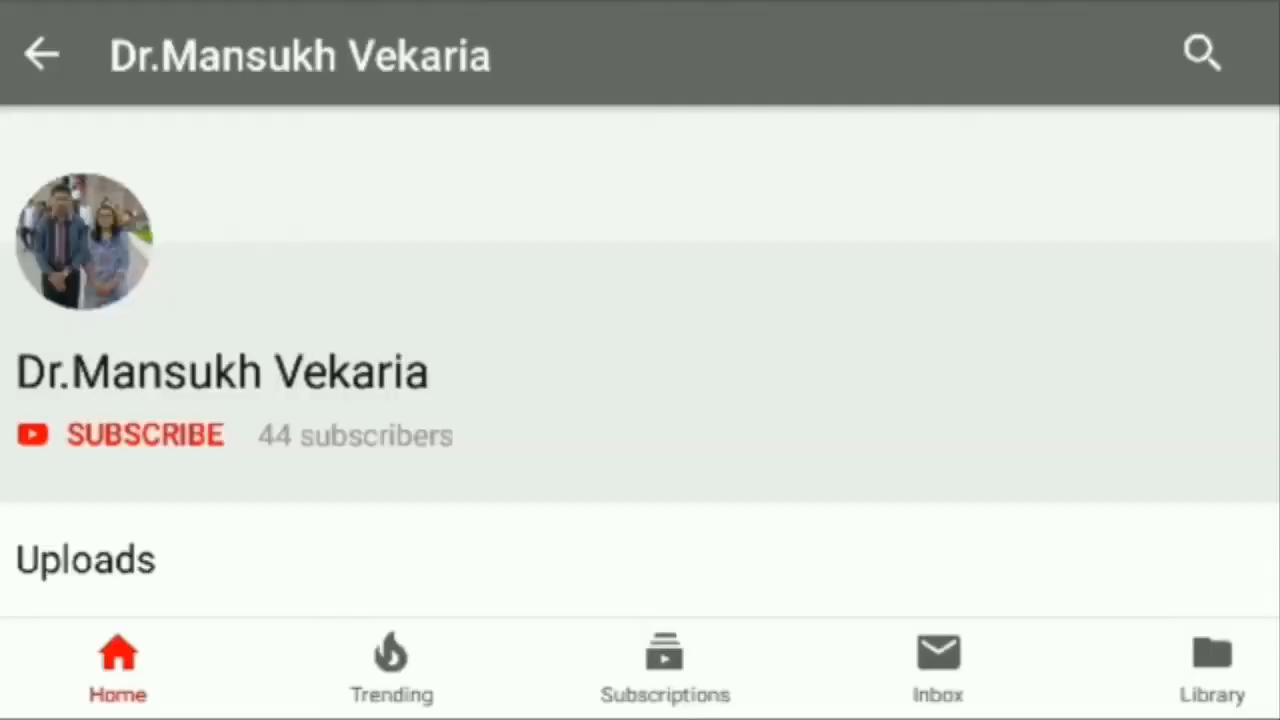 Dr.Mansukh Vekaria
Dr.Mansukh Vekaria
SUBSCRIBE 44 subscribers
Uploads
Home Trending Subscriptions Inbox Library